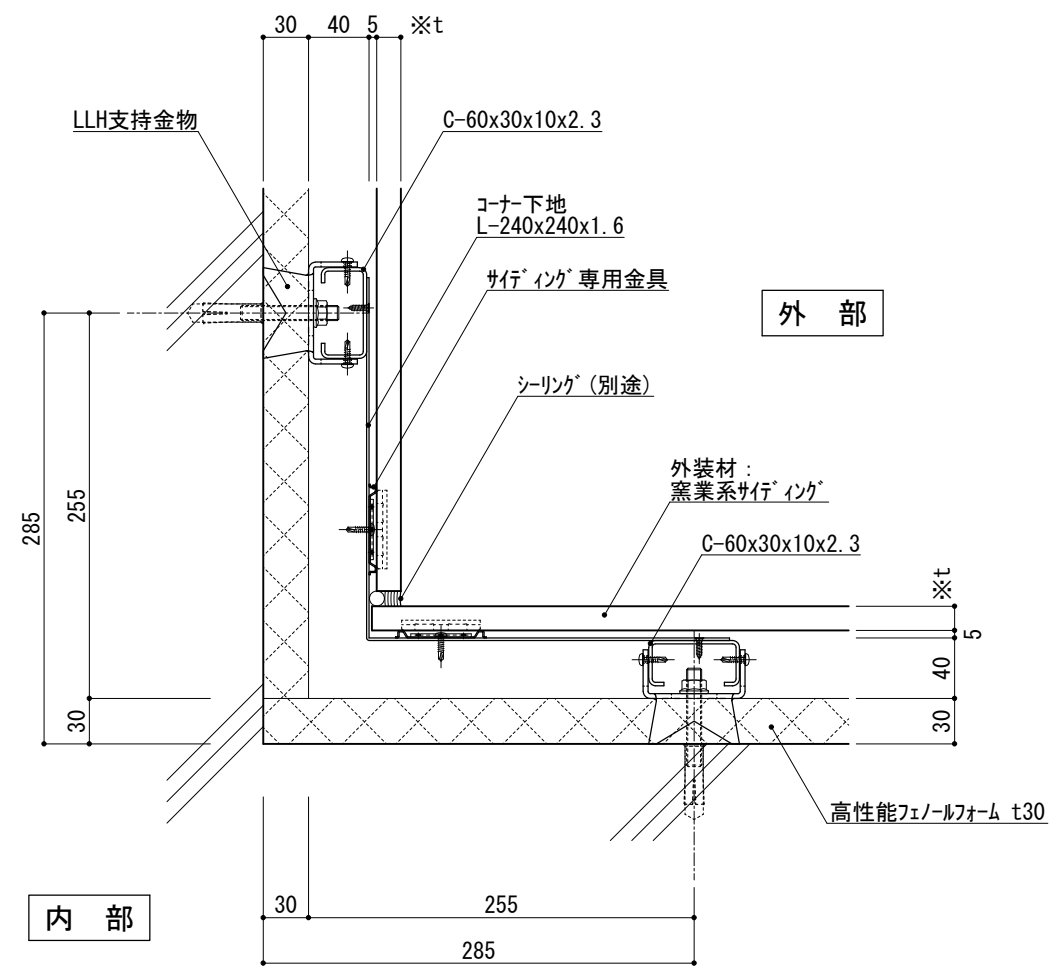 30 40 5 ※t
LLH支持金物
C-60x30x10x2.3
コーナー下地
L-240x240x1.6
サイディング専用金具
外 部
シーリング(別途)
外装材:
窯業系サイディング
C-60x30x10x2.3
285
255
30
※t
5
40
30
高性能フェノールフォーム t30
内 部
30 255
285